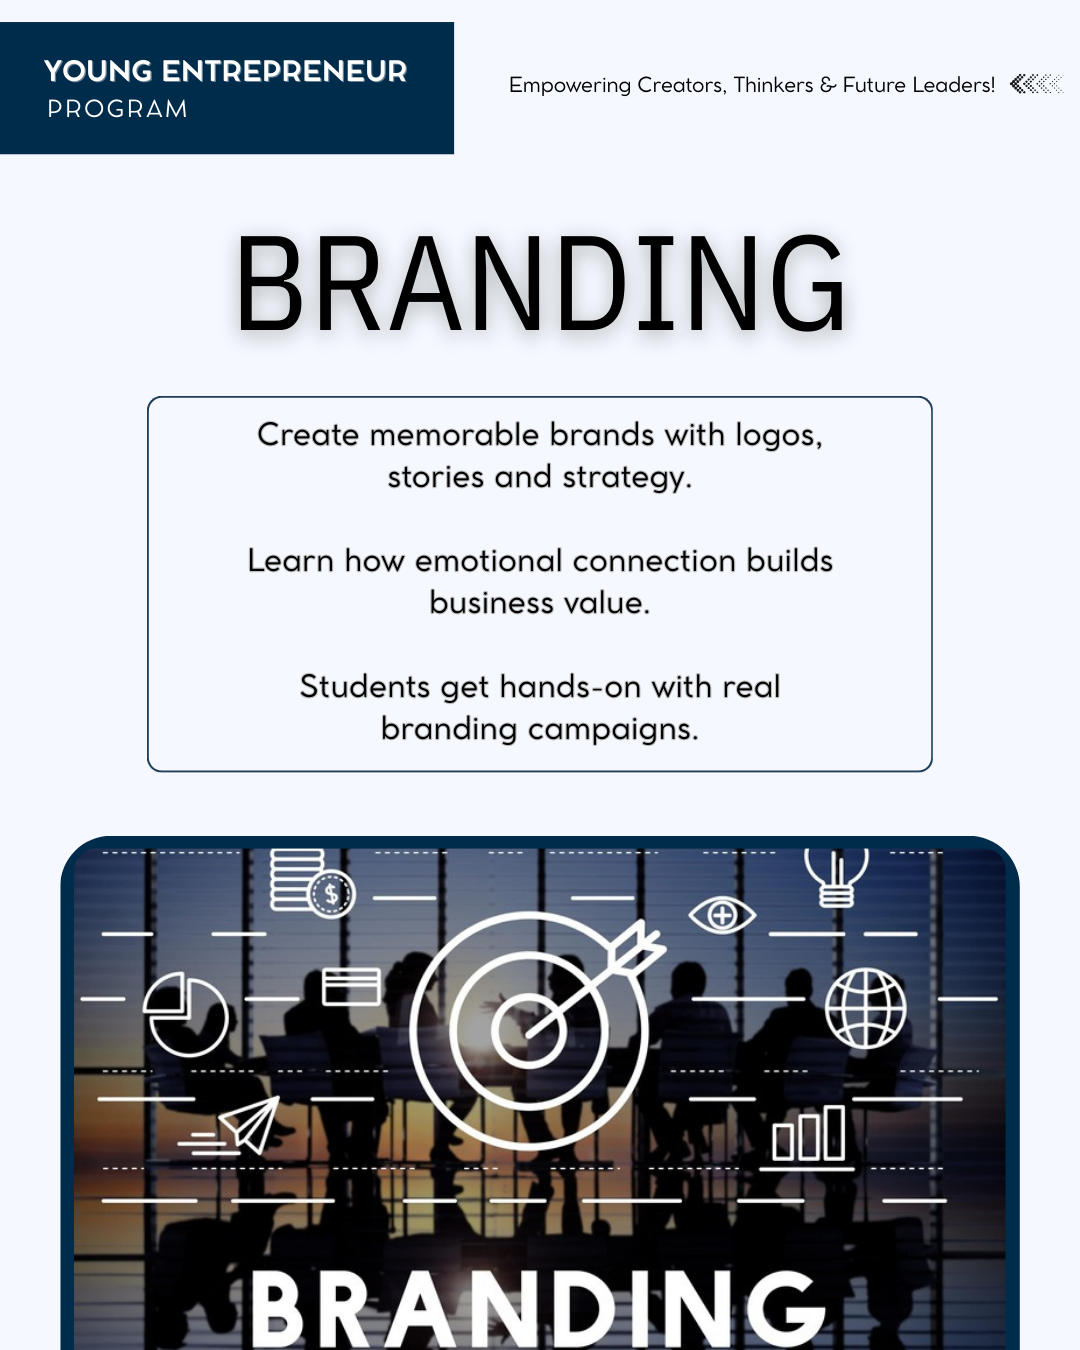 YOUNG ENTREPRENEUR
PROGRAM
Empowering Creators, Thinkers & Future Leaders!
BRANDING
Create memorable brands with logos,
stories and strategy.
Learn how emotional connection builds
business value.
Students get hands-on with real
branding campaigns.
$
BRANDING